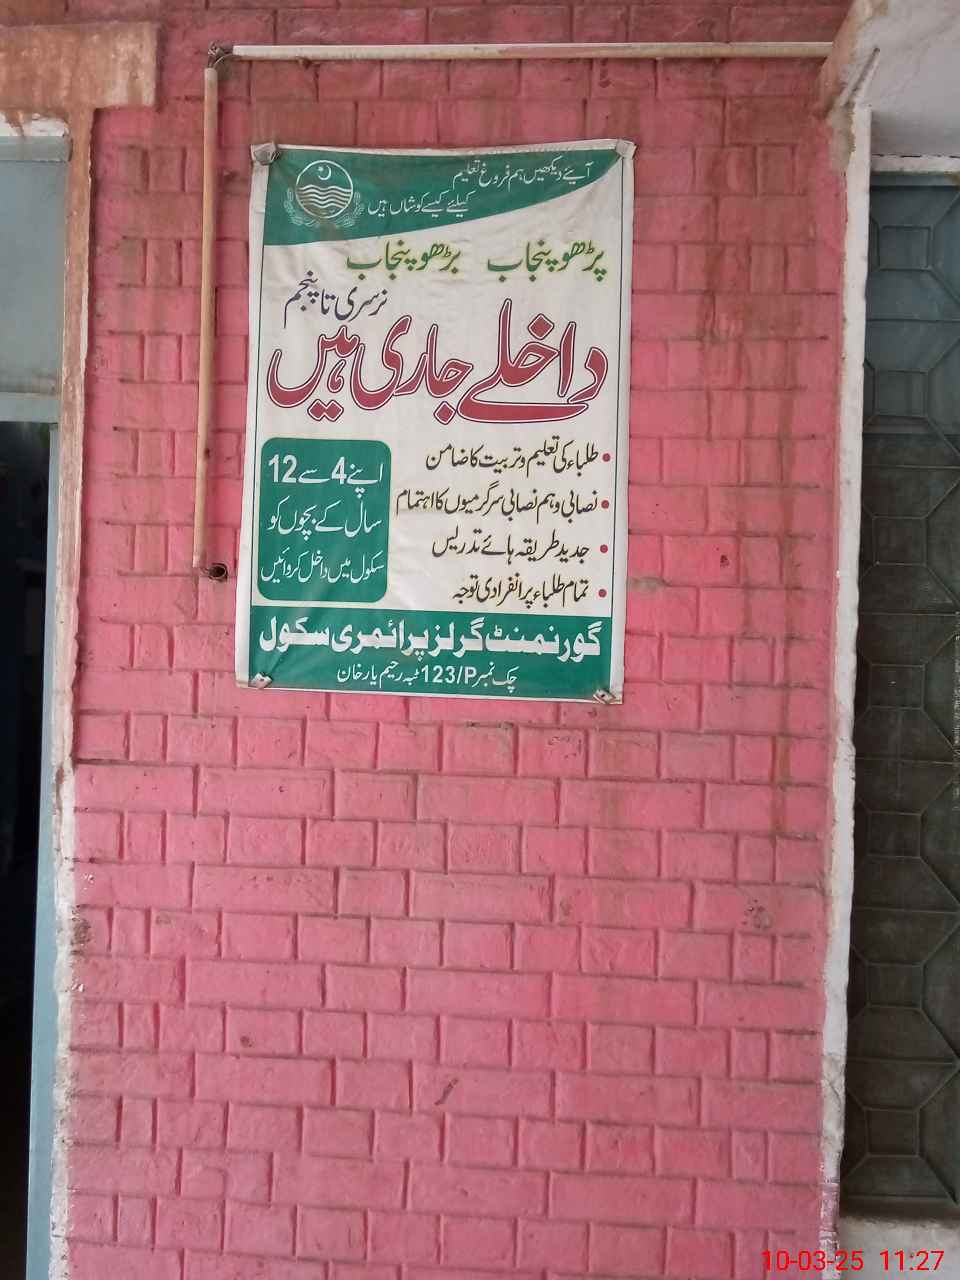 آیئے دیکھیں ہم فروغ تعلیم
کیلئے کیسے کوشاں ہیں
پڑھو پنجاب بڑھو پنجاب
نرسری تا پنجم
داخلے جاری ہیں
• طلباء کی تعلیم و تربیت کا ضامن
• نصابی و ہم نصابی سرگرمیوں کا اہتمام
• جدید طریقہ ہائے تدریس
• تمام طلباء پر انفرادی توجہ
اپنے 4 سے 12
سال کے بچوں کو
سکول میں داخل کروائیں
گورنمنٹ گرلز پرائمری سکول
چک نمبر 123/P ٹبہ رحیم یار خان
10-03-25 11:27